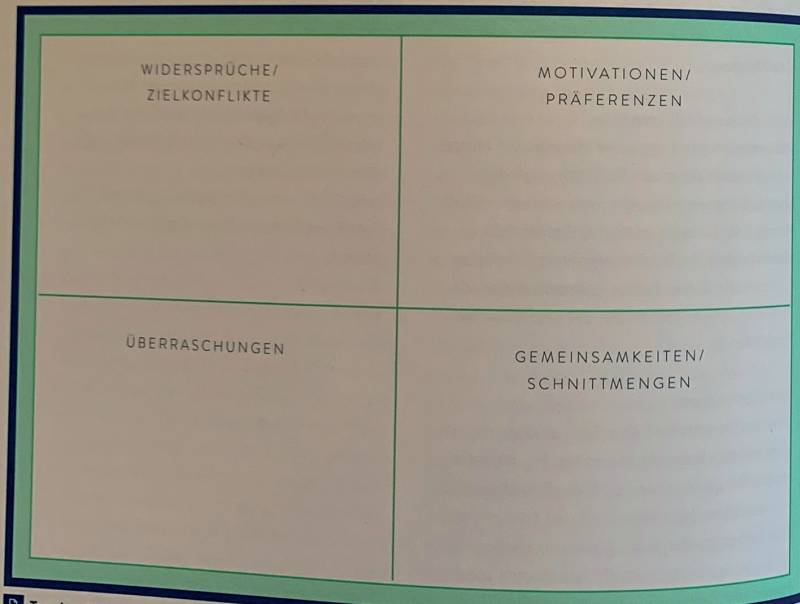 WIDERSPRÜCHE/
ZIELKONFLIKTE
MOTIVATIONEN/
PRÄFERENZEN
ÜBERRASCHUNGEN
GEMEINSAMKEITEN/
SCHNITTMENGEN